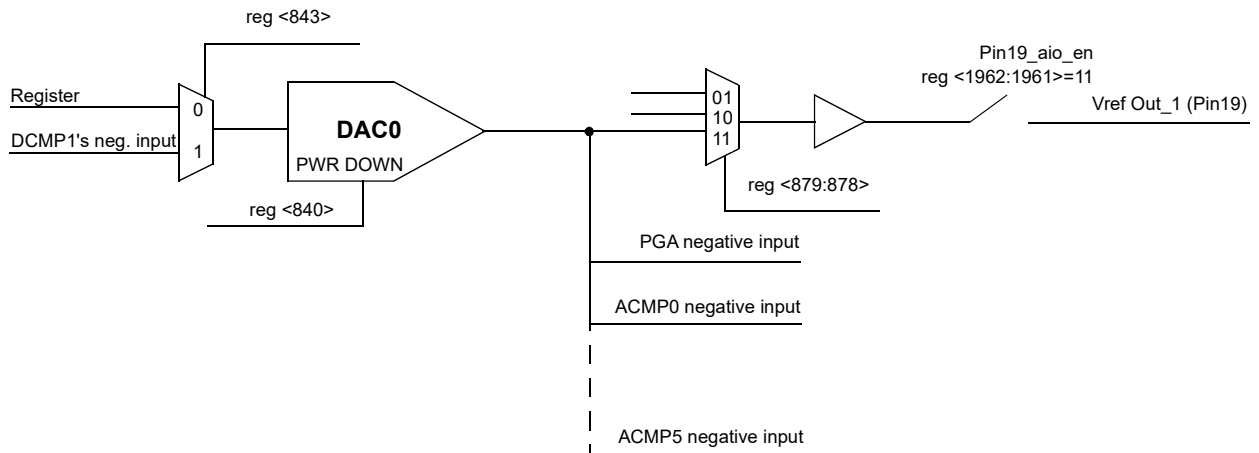 reg <843>
Pin19_aio_en
reg <1962:1961>=11
Register
0
01
Vref Out_1 (Pin19)
10
DAC0
DCMP1's neg. input
1
11
PWR DOWN
reg <879:878>
reg <840>
PGA negative input
ACMP0 negative input
ACMP5 negative input